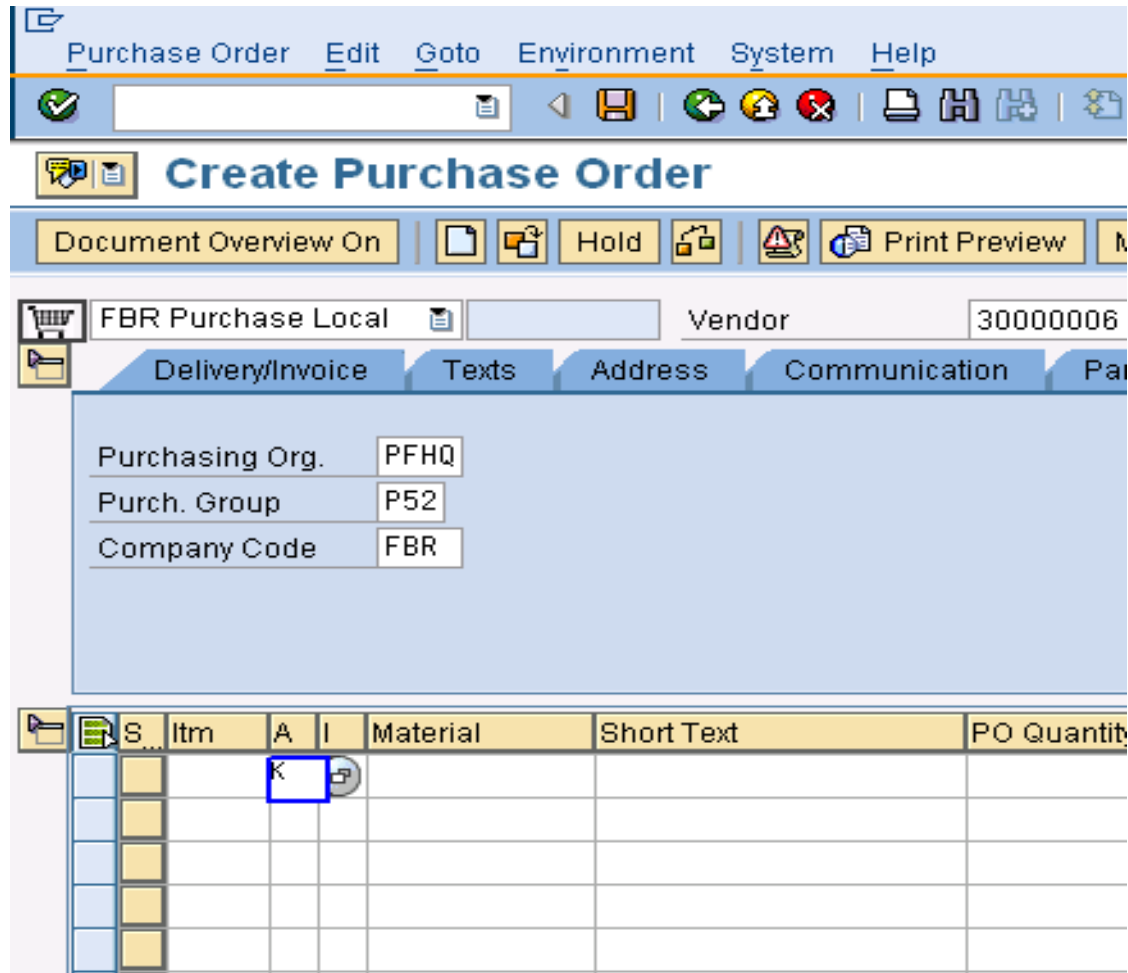 Purchase Order Edit Goto Environment System Help
Create Purchase Order
Document Overview On Hold Print Preview
FBR Purchase Local Vendor 30000006
Delivery/Invoice Texts Address Communication Par
Purchasing Org. PFHQ
Purch. Group P52
Company Code FBR
S... Itm A I Material Short Text PO Quantity
K